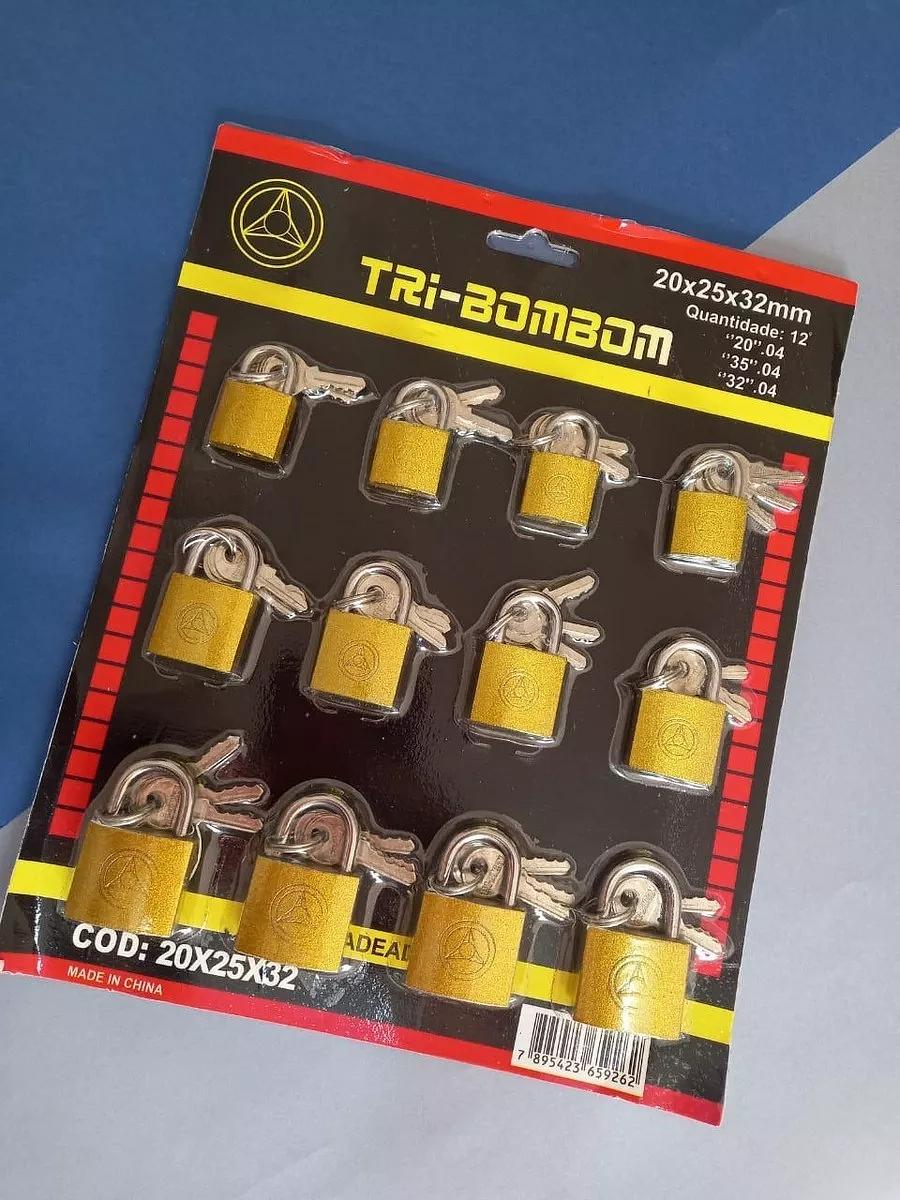 TRi-BOMBOM
20x25x32mm
Quantidade: 12
"20".04
"35".04
"32".04
ADEAD
COD: 20X25X32
MADE IN CHINA
7 895423 659262